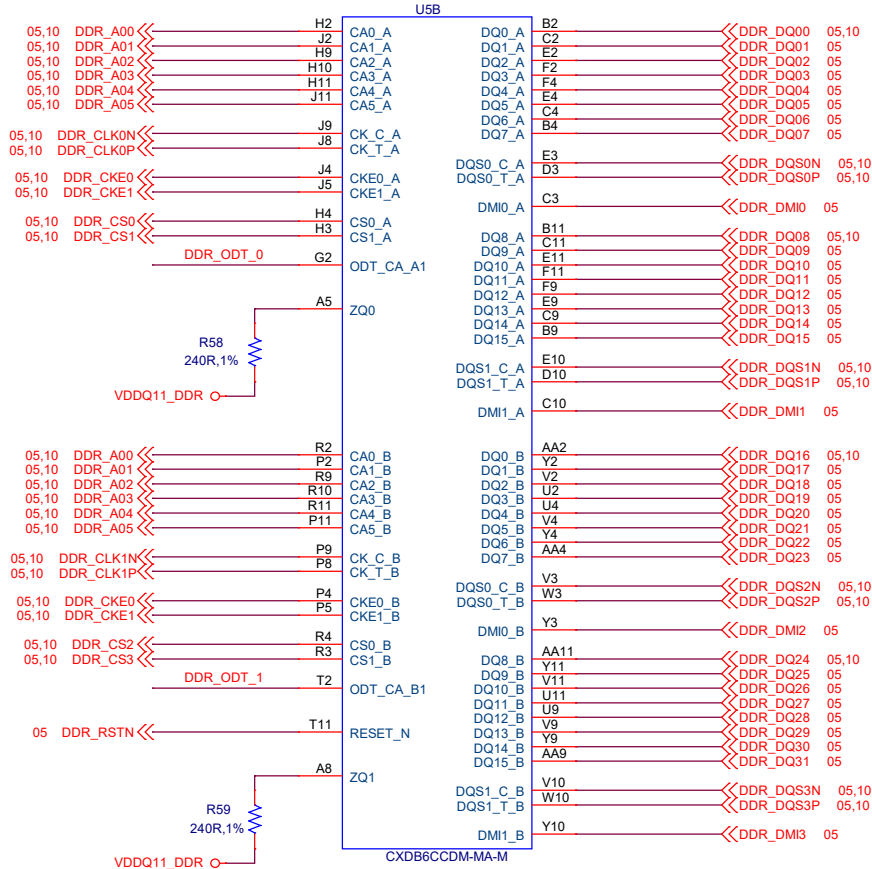 U5B
05,10 DDR_A00 H2 CA0_A
05,10 DDR_A01 J2 CA1_A
05,10 DDR_A02 H9 CA2_A
05,10 DDR_A03 H10 CA3_A
05,10 DDR_A04 H11 CA4_A
05,10 DDR_A05 J11 CA5_A
05,10 DDR_CLK0N J9 CK_C_A
05,10 DDR_CLK0P J8 CK_T_A
05,10 DDR_CKE0 J4 CKE0_A
05,10 DDR_CKE1 J5 CKE1_A
05,10 DDR_CS0 H4 CS0_A
05,10 DDR_CS1 H3 CS1_A
DDR_ODT_0 G2 ODT_CA_A1
A5 ZQ0
R58
240R,1%
VDDQ11_DDR
05,10 DDR_A00 R2 CA0_B
05,10 DDR_A01 P2 CA1_B
05,10 DDR_A02 R9 CA2_B
05,10 DDR_A03 R10 CA3_B
05,10 DDR_A04 R11 CA4_B
05,10 DDR_A05 P11 CA5_B
05,10 DDR_CLK1N P9 CK_C_B
05,10 DDR_CLK1P P8 CK_T_B
05,10 DDR_CKE0 P4 CKE0_B
05,10 DDR_CKE1 P5 CKE1_B
05,10 DDR_CS2 R4 CS0_B
05,10 DDR_CS3 R3 CS1_B
DDR_ODT_1 T2 ODT_CA_B1
05 DDR_RSTN T11 RESET_N
A8 ZQ1
R59
240R,1%
VDDQ11_DDR
DQ0_A B2 DDR_DQ00 05,10
DQ1_A C2 DDR_DQ01 05
DQ2_A E2 DDR_DQ02 05
DQ3_A F2 DDR_DQ03 05
DQ4_A F4 DDR_DQ04 05
DQ5_A E4 DDR_DQ05 05
DQ6_A C4 DDR_DQ06 05
DQ7_A B4 DDR_DQ07 05
DQS0_C_A E3 DDR_DQS0N 05,10
DQS0_T_A D3 DDR_DQS0P 05,10
DMI0_A C3 DDR_DMI0 05
DQ8_A B11 DDR_DQ08 05,10
DQ9_A C11 DDR_DQ09 05
DQ10_A E11 DDR_DQ10 05
DQ11_A F11 DDR_DQ11 05
DQ12_A F9 DDR_DQ12 05
DQ13_A E9 DDR_DQ13 05
DQ14_A C9 DDR_DQ14 05
DQ15_A B9 DDR_DQ15 05
DQS1_C_A E10 DDR_DQS1N 05,10
DQS1_T_A D10 DDR_DQS1P 05,10
DMI1_A C10 DDR_DMI1 05
DQ0_B AA2 DDR_DQ16 05,10
DQ1_B Y2 DDR_DQ17 05
DQ2_B V2 DDR_DQ18 05
DQ3_B U2 DDR_DQ19 05
DQ4_B U4 DDR_DQ20 05
DQ5_B V4 DDR_DQ21 05
DQ6_B Y4 DDR_DQ22 05
DQ7_B AA4 DDR_DQ23 05
DQS0_C_B V3 DDR_DQS2N 05,10
DQS0_T_B W3 DDR_DQS2P 05,10
DMI0_B Y3 DDR_DMI2 05
DQ8_B AA11 DDR_DQ24 05,10
DQ9_B Y11 DDR_DQ25 05
DQ10_B V11 DDR_DQ26 05
DQ11_B U11 DDR_DQ27 05
DQ12_B U9 DDR_DQ28 05
DQ13_B V9 DDR_DQ29 05
DQ14_B Y9 DDR_DQ30 05
DQ15_B AA9 DDR_DQ31 05
DQS1_C_B V10 DDR_DQS3N 05,10
DQS1_T_B W10 DDR_DQS3P 05,10
DMI1_B Y10 DDR_DMI3 05
CXDB6CCDM-MA-M